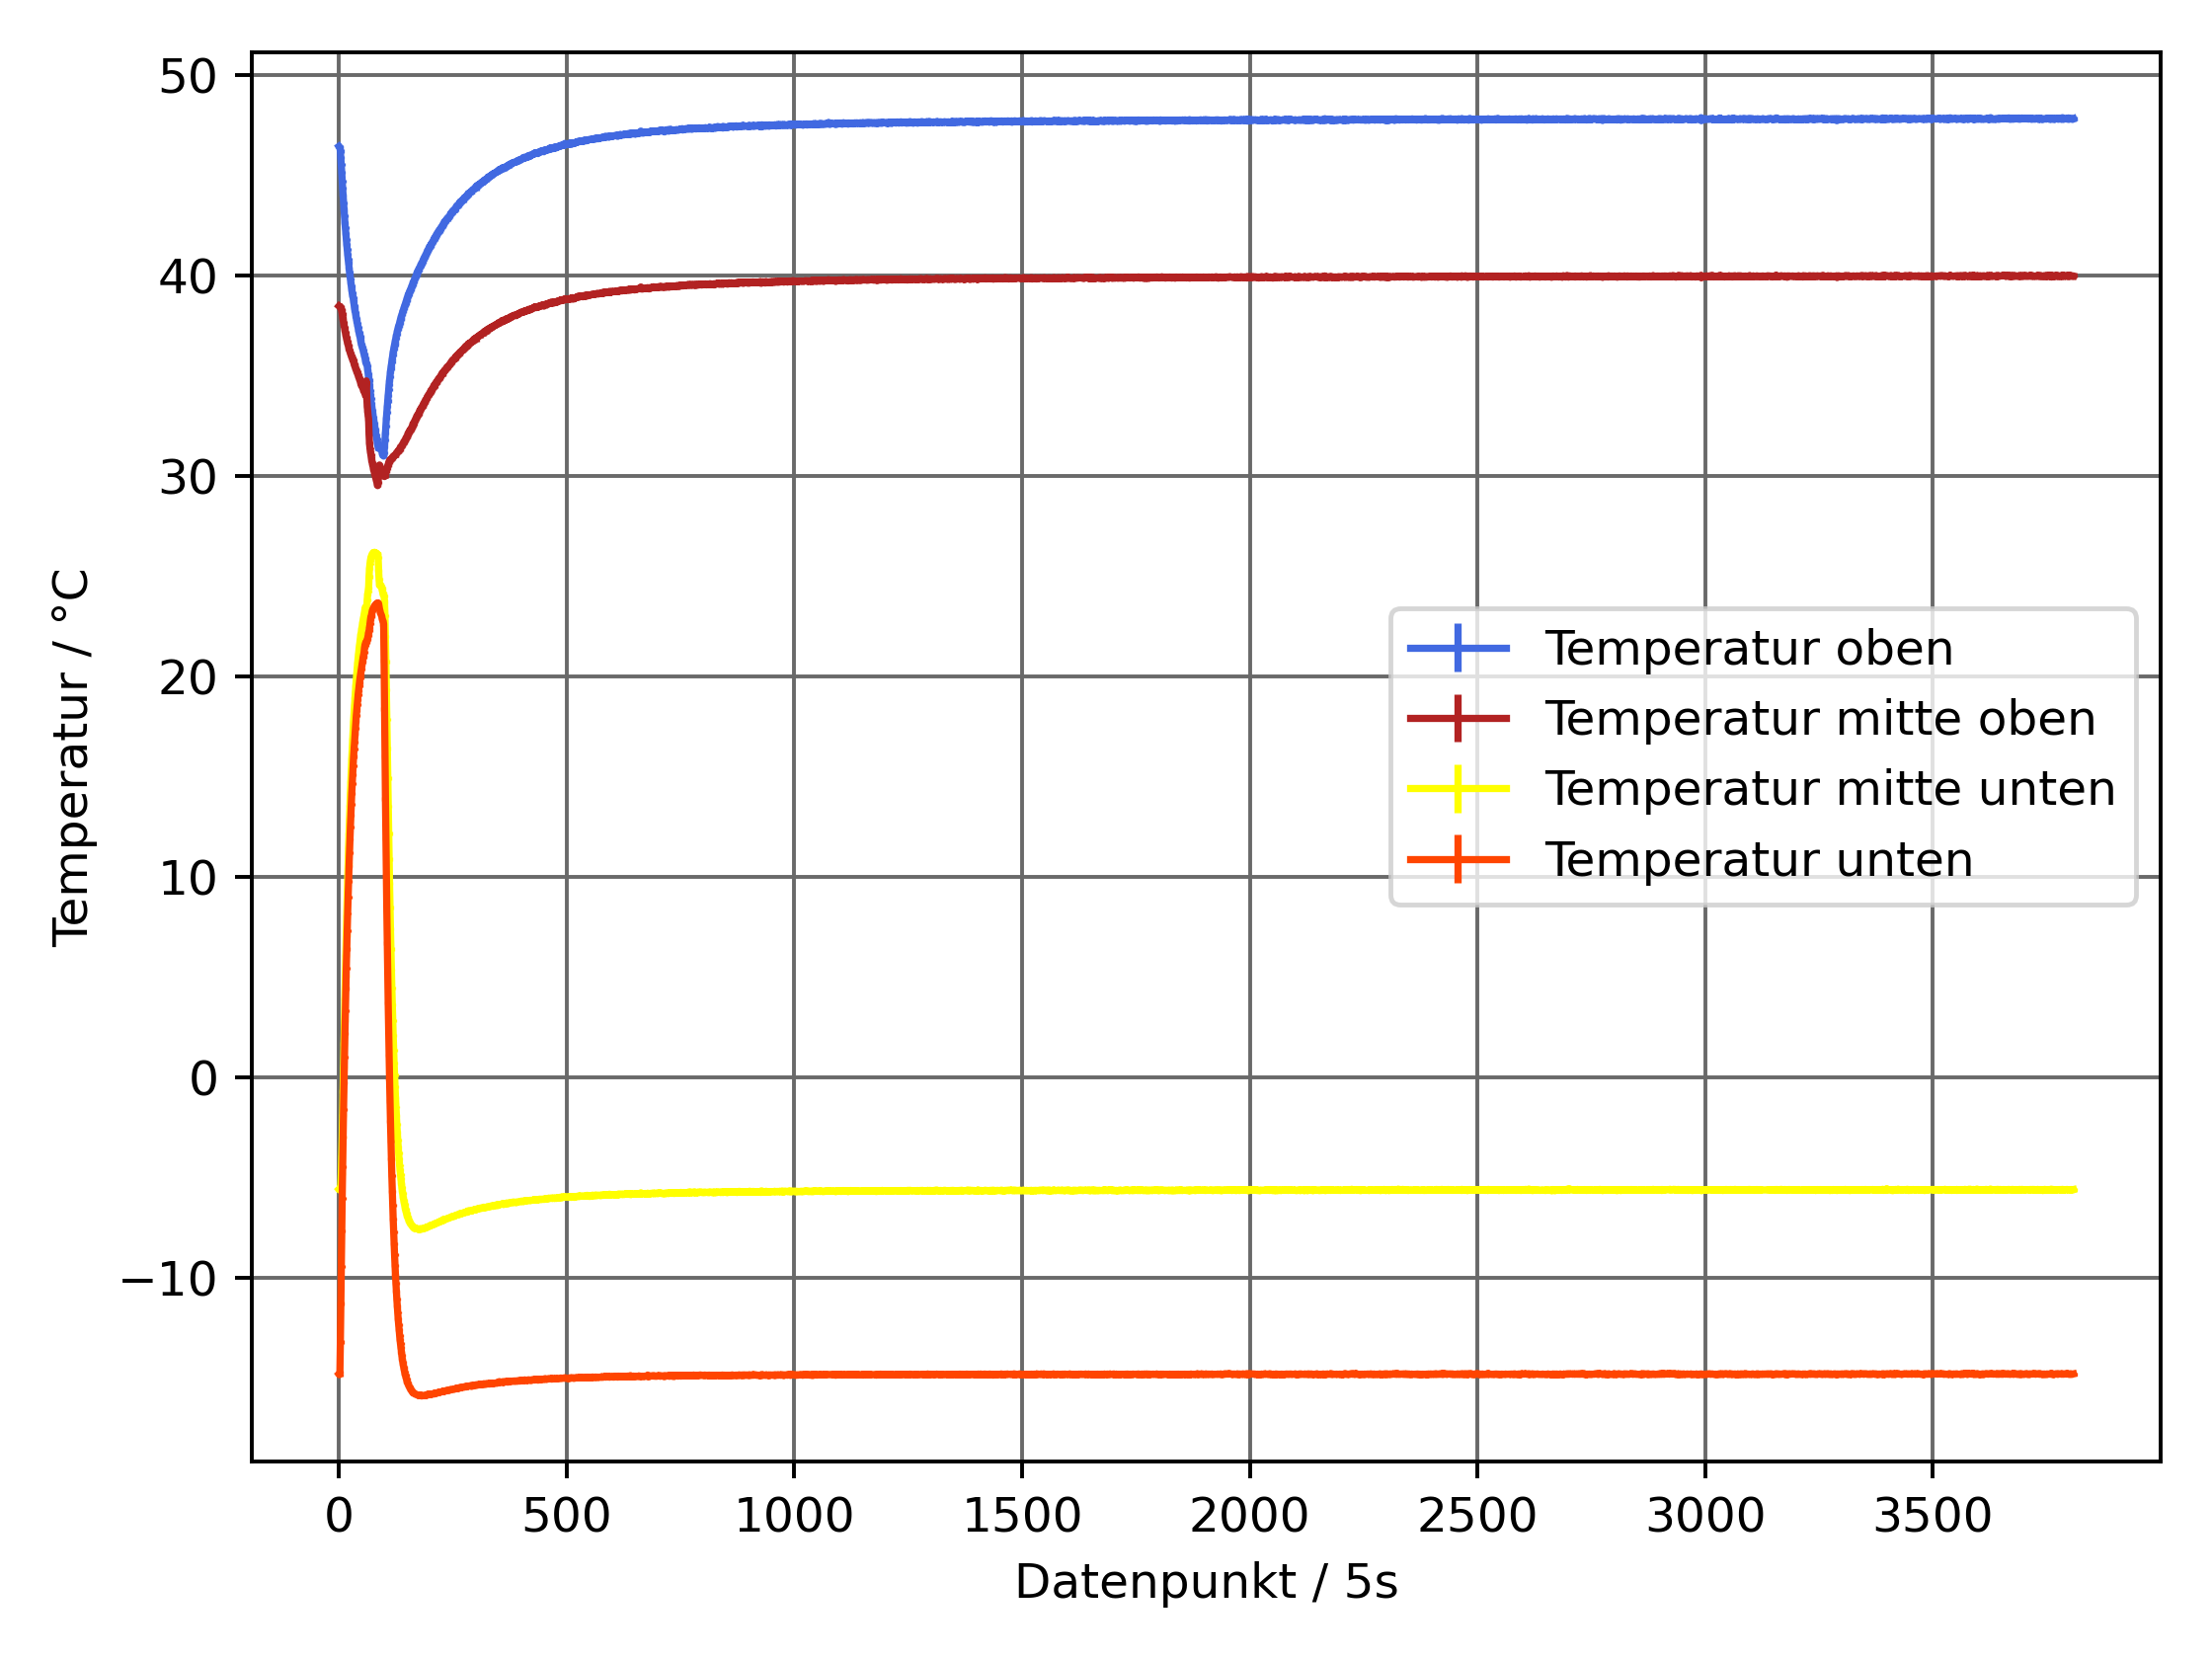 50
40
30
20
10
0
−10
Temperatur / °C
Temperatur oben
Temperatur mitte oben
Temperatur mitte unten
Temperatur unten
0 500 1000 1500 2000 2500 3000 3500
Datenpunkt / 5s